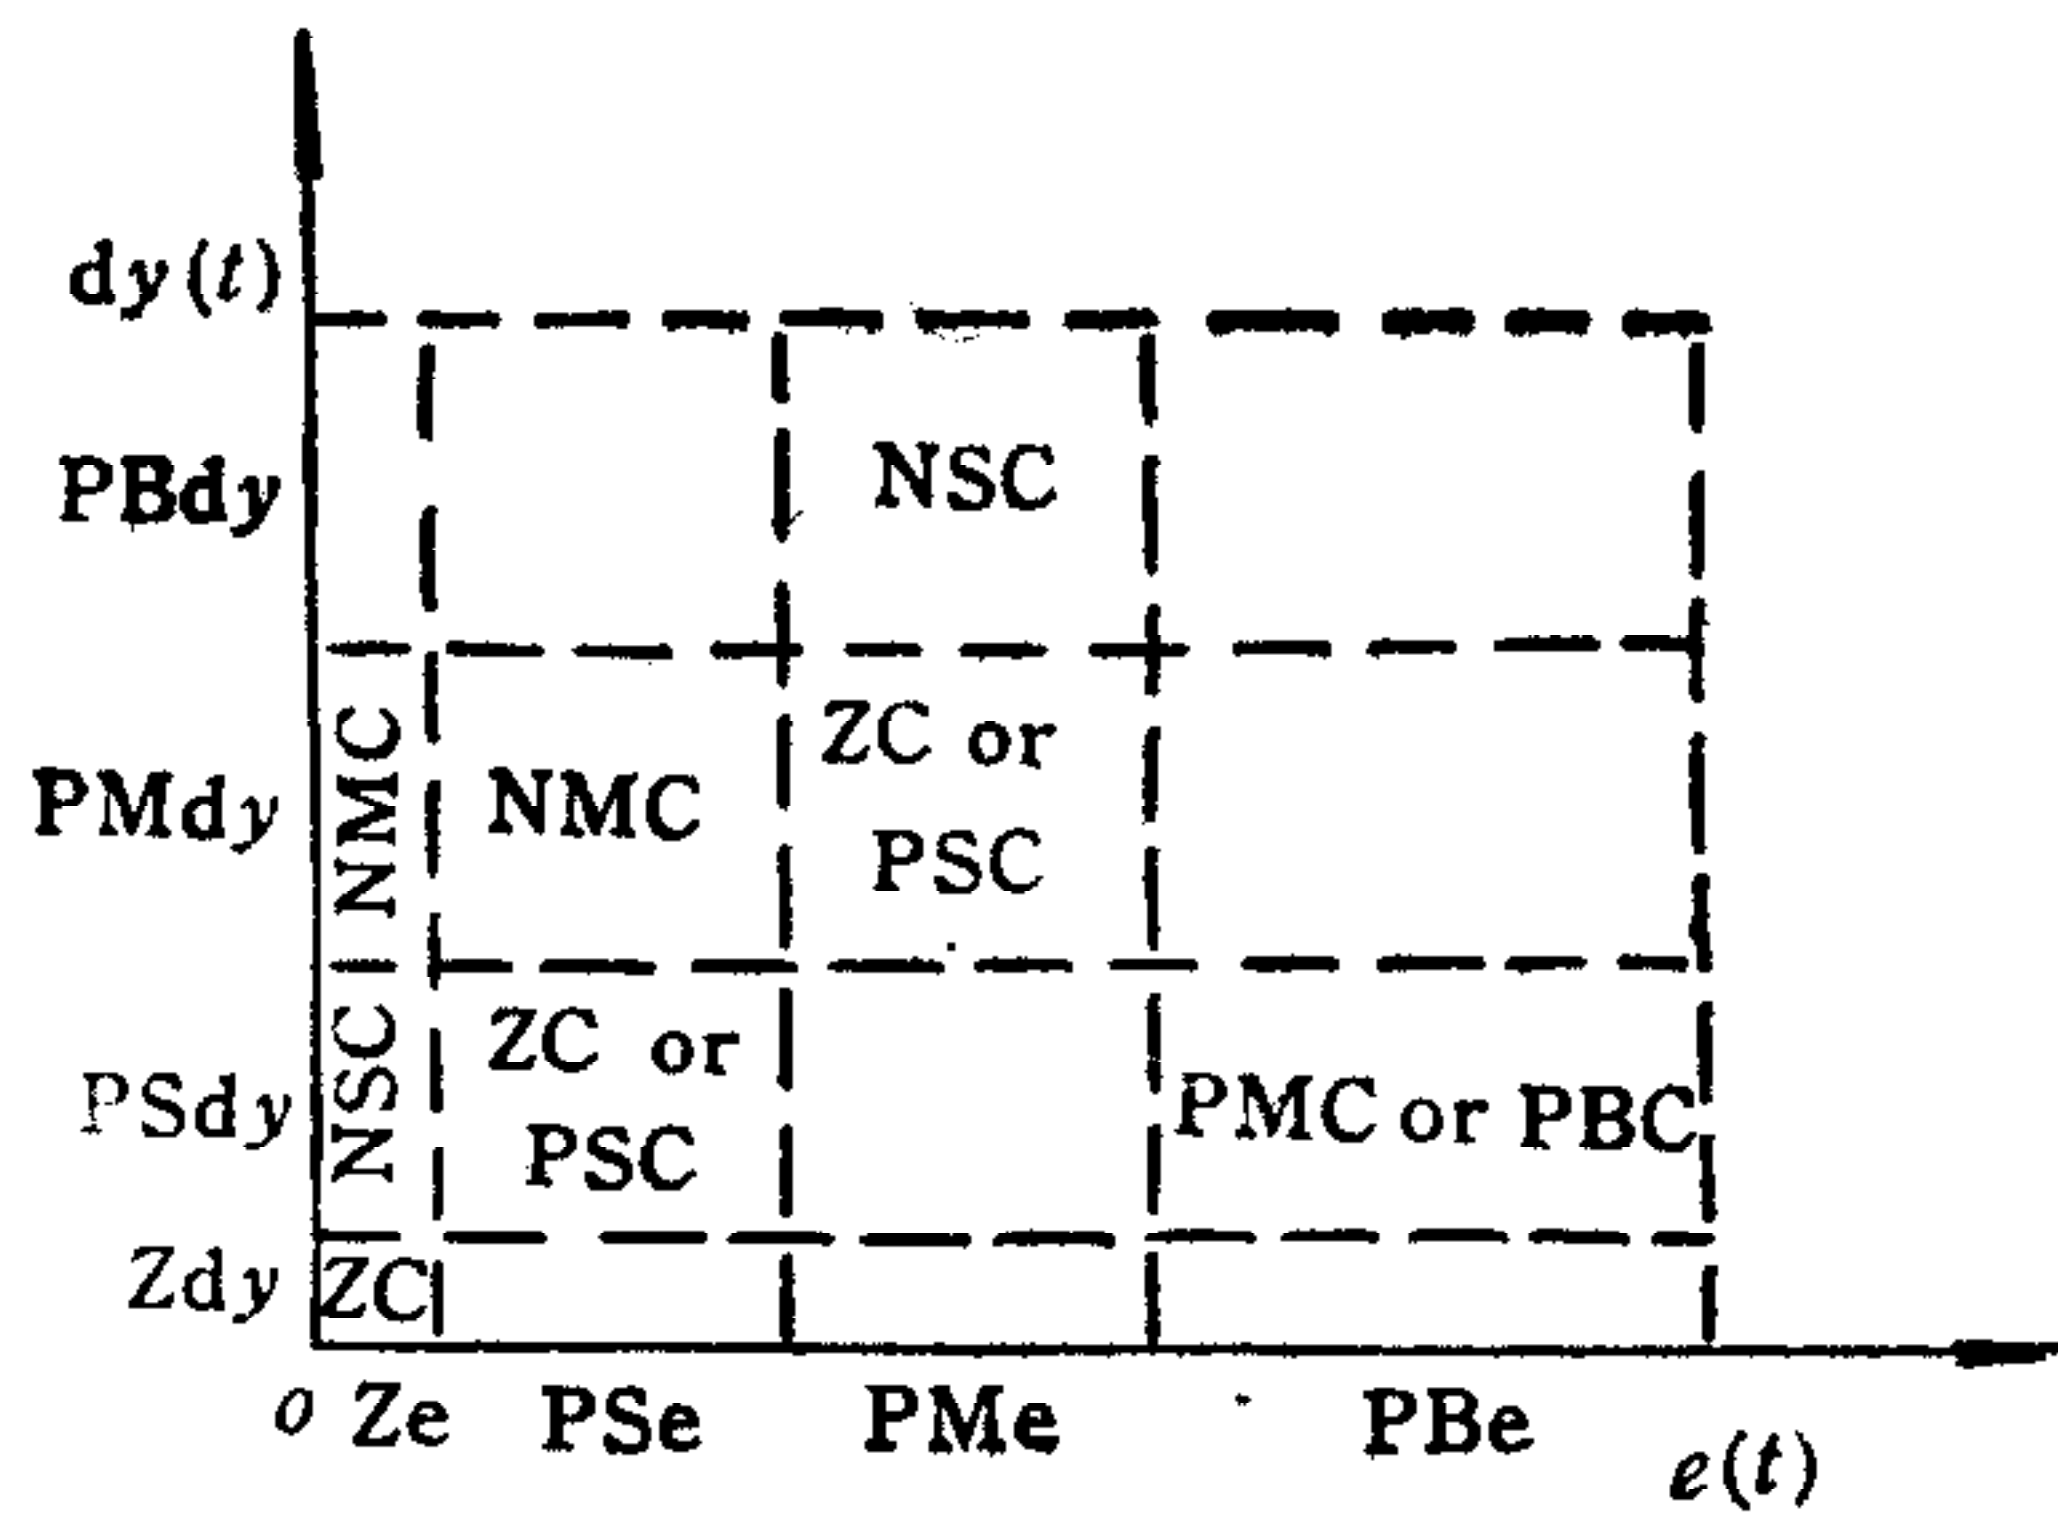 dy(t)
PBdy
NSC
PMdy
NMC
NMC
ZC or
PSC
PSdy
NSC
ZC or
PSC
PMC or PBC
Zdy
ZC
o Ze PSe PMe PBe
e(t)